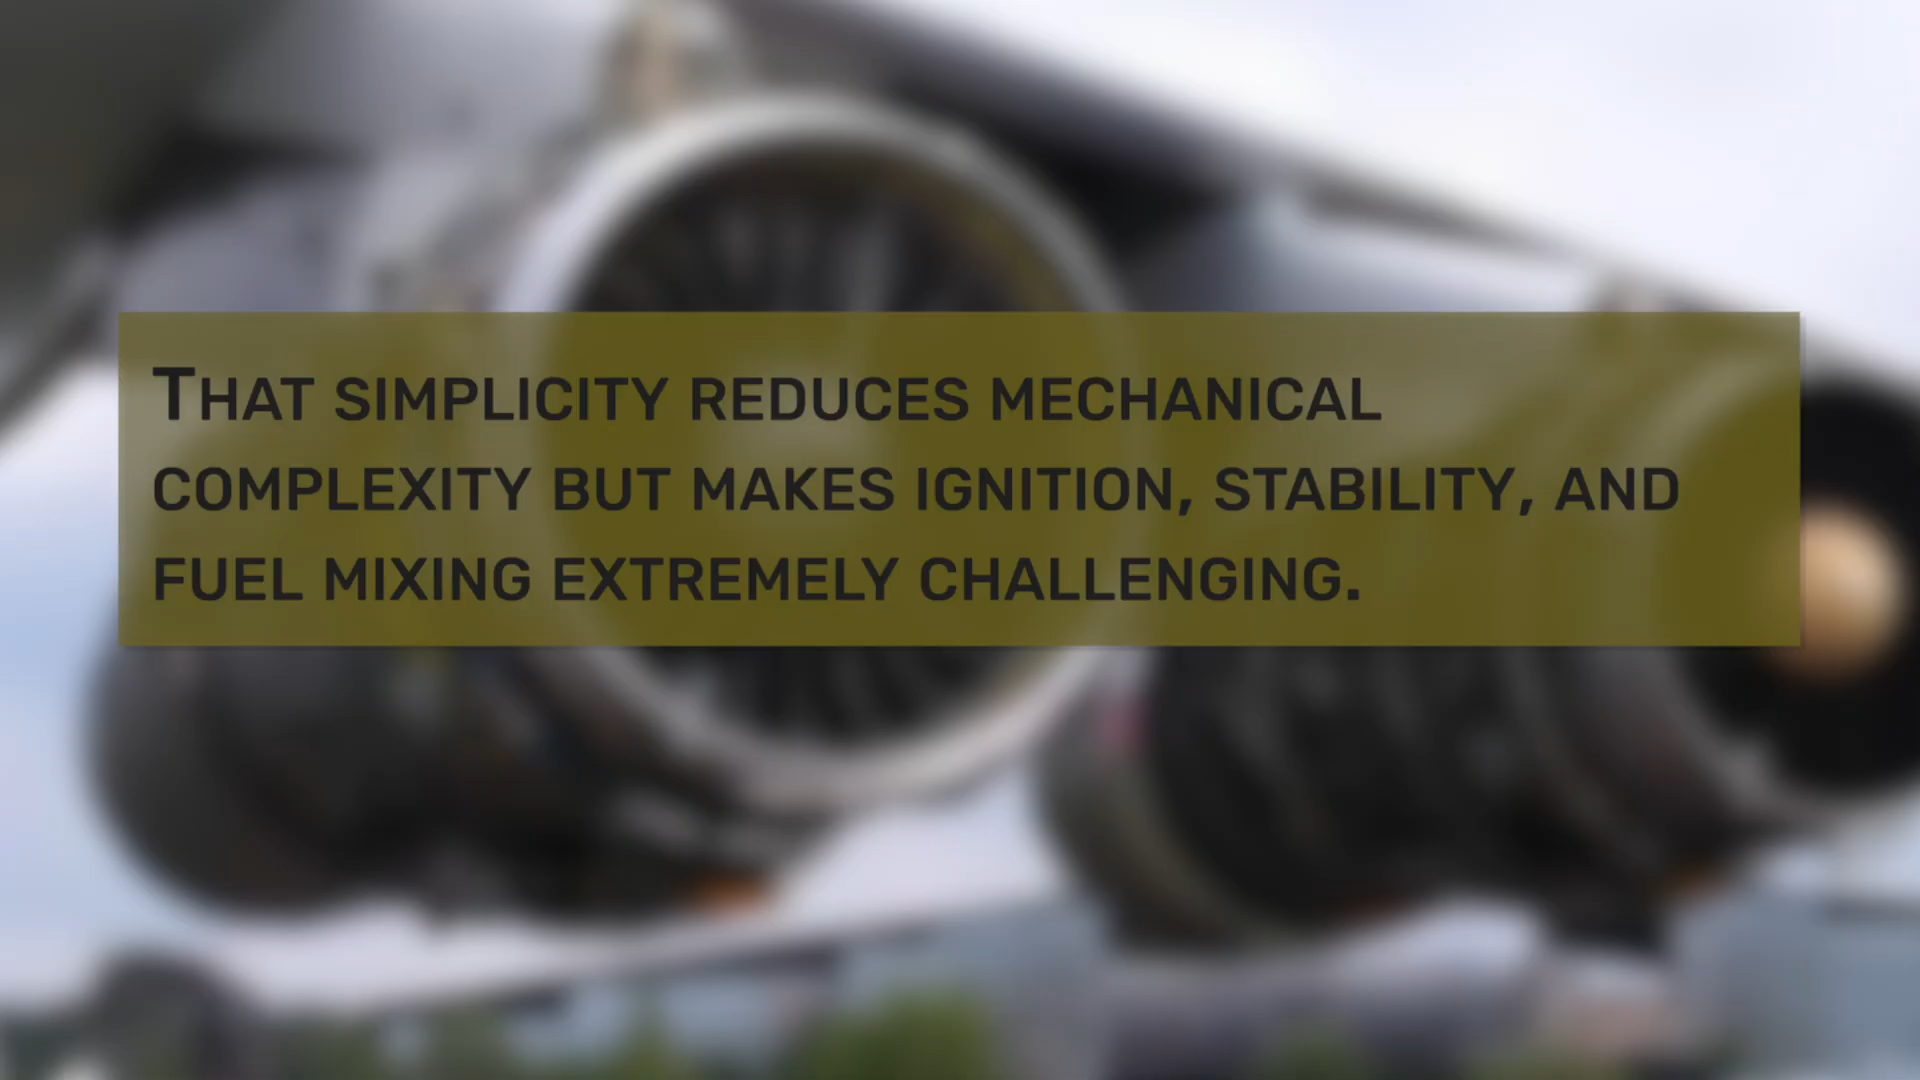 That simplicity reduces mechanical
complexity but makes ignition, stability, and
fuel mixing extremely challenging.